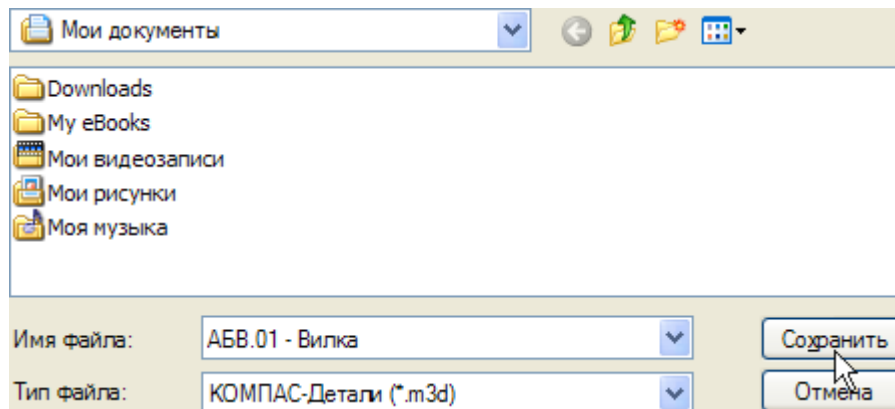 Мои документы
Downloads
My eBooks
Мои видеозаписи
Мои рисунки
Моя музыка
Имя файла: АБВ.01 - Вилка Сохранить
Тип файла: КОМПАС-Детали (*.m3d) Отмена